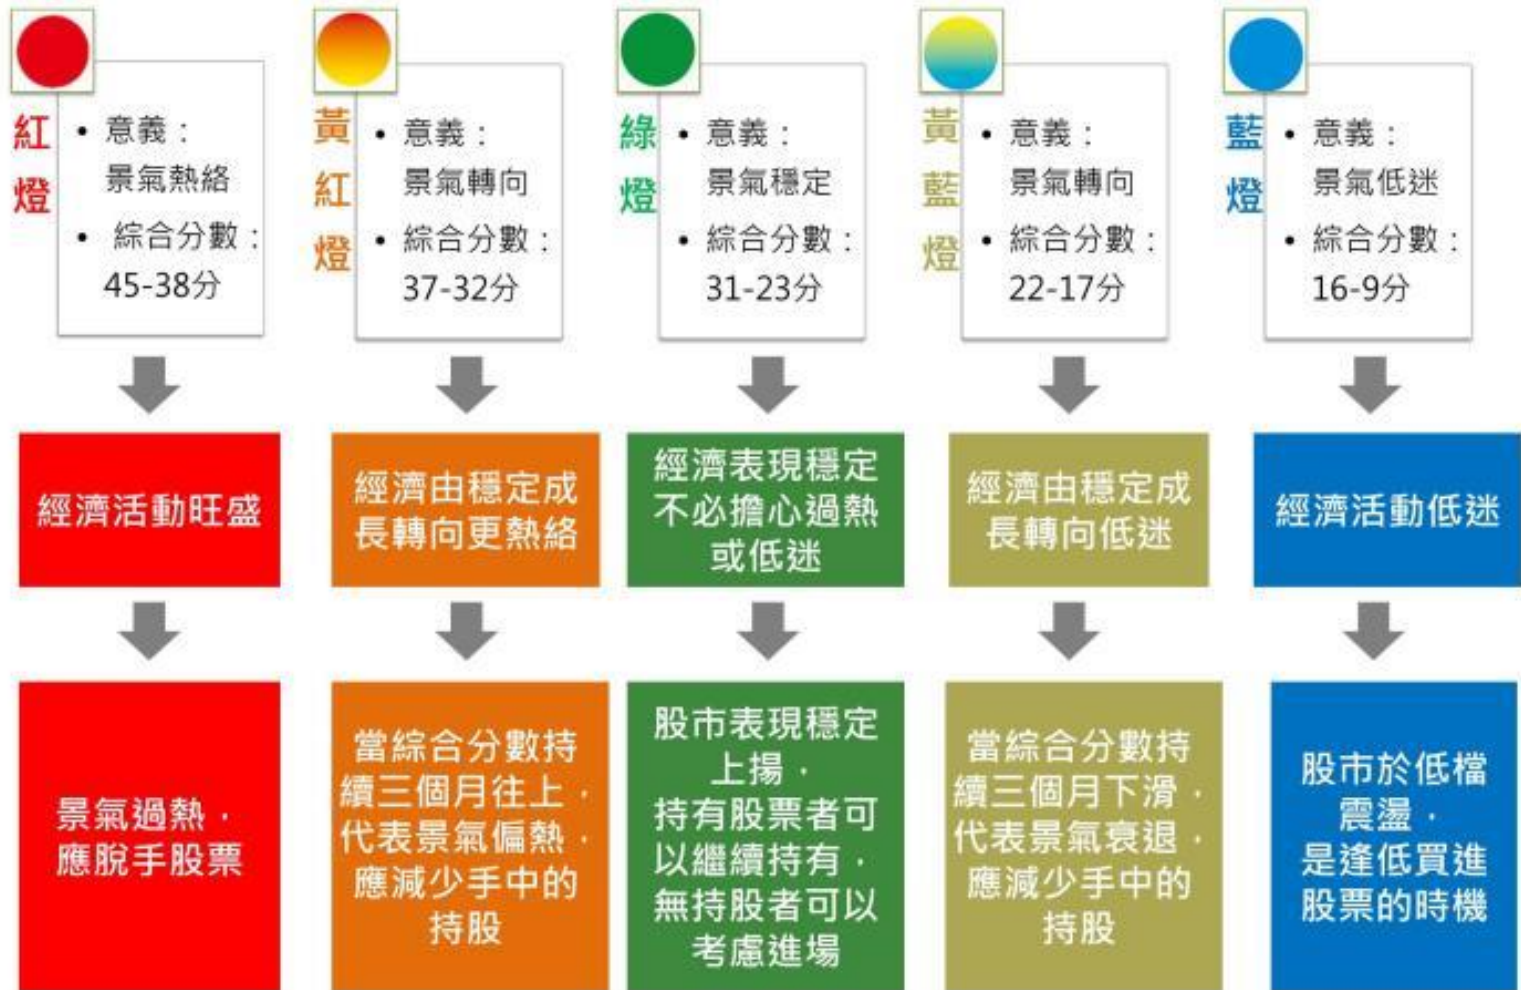 紅燈
• 意義：
景氣熱絡
• 綜合分數：
45-38分
經濟活動旺盛
景氣過熱，
應脫手股票
黃紅燈
• 意義：
景氣轉向
• 綜合分數：
37-32分
經濟由穩定成
長轉向更熱絡
當綜合分數持
續三個月往上，
代表景氣偏熱，
應減少手中的
持股
綠燈
• 意義：
景氣穩定
• 綜合分數：
31-23分
經濟表現穩定
不必擔心過熱
或低迷
股市表現穩定
上揚，
持有股票者可
以繼續持有，
無持股者可以
考慮進場
黃藍燈
• 意義：
景氣轉向
• 綜合分數：
22-17分
經濟由穩定成
長轉向低迷
當綜合分數持
續三個月下滑，
代表景氣衰退，
應減少手中的
持股
藍燈
• 意義：
景氣低迷
• 綜合分數：
16-9分
經濟活動低迷
股市於低檔
震盪，
是逢低買進
股票的時機